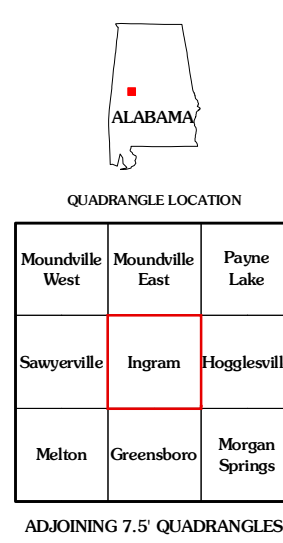 ALABAMA
QUADRANGLE LOCATION
Moundville West
Moundville East
Payne Lake
Sawyerville
Ingram
Hogglesvill
Melton
Greensboro
Morgan Springs
ADJOINING 7.5' QUADRANGLES